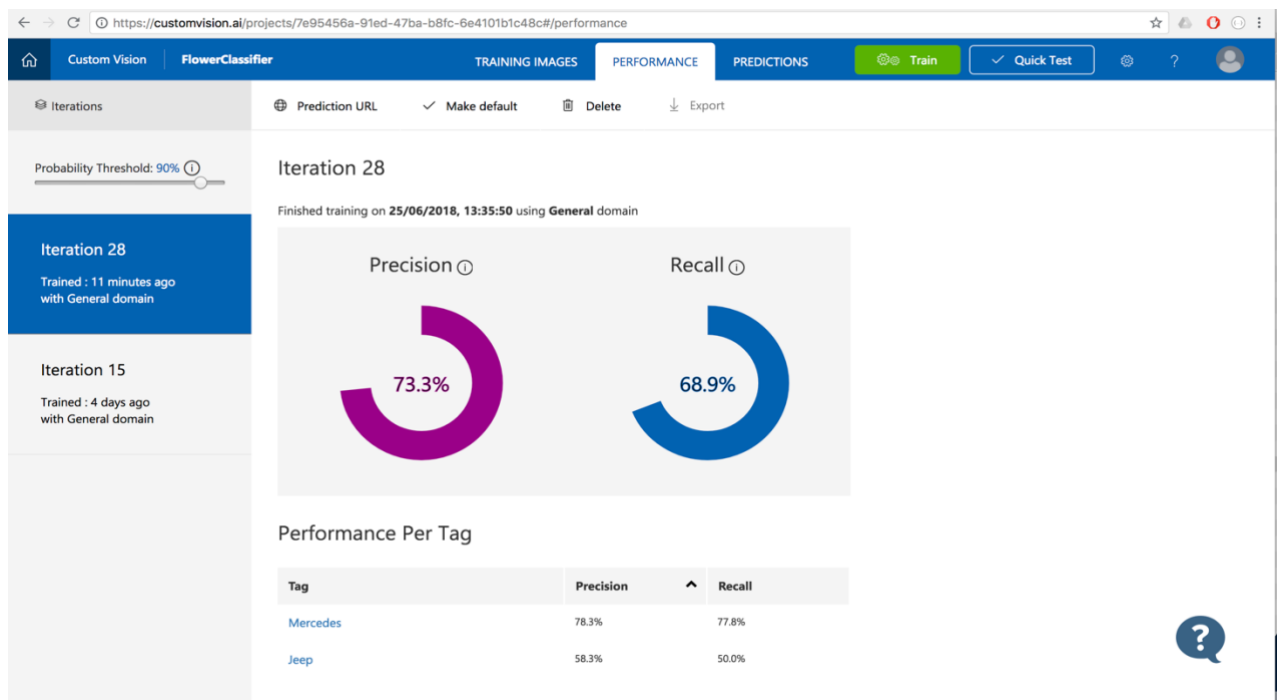 https://customvision.ai/projects/7e95456a-91ed-47ba-b8fc-6e4101b1c48c#/performance
Custom Vision FlowerClassifier TRAINING IMAGES PERFORMANCE PREDICTIONS Train Quick Test ?
Iterations Prediction URL Make default Delete Export
Probability Threshold: 90%
Iteration 28
Finished training on 25/06/2018, 13:35:50 using General domain
Iteration 28
Trained : 11 minutes ago
with General domain
Iteration 15
Trained : 4 days ago
with General domain
Precision Recall
73.3% 68.9%
Performance Per Tag
Tag Precision Recall
Mercedes 78.3% 77.8%
Jeep 58.3% 50.0%
?